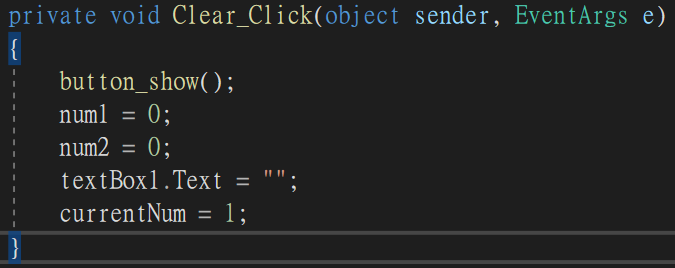 private void Clear_Click(object sender, EventArgs e)
{
button_show();
num1 = 0;
num2 = 0;
textBox1.Text = "";
currentNum = 1;
}